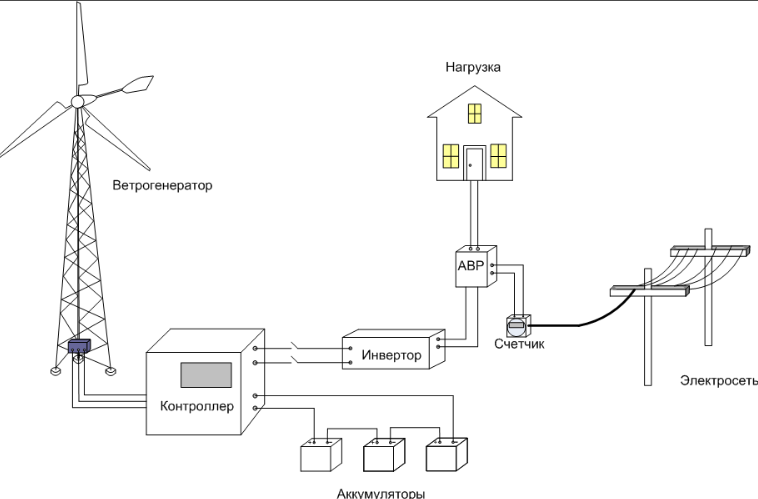 Нагрузка
Ветрогенератор
АВР
Счетчик
Инвертор
Электросеть
Контроллер
Аккумуляторы